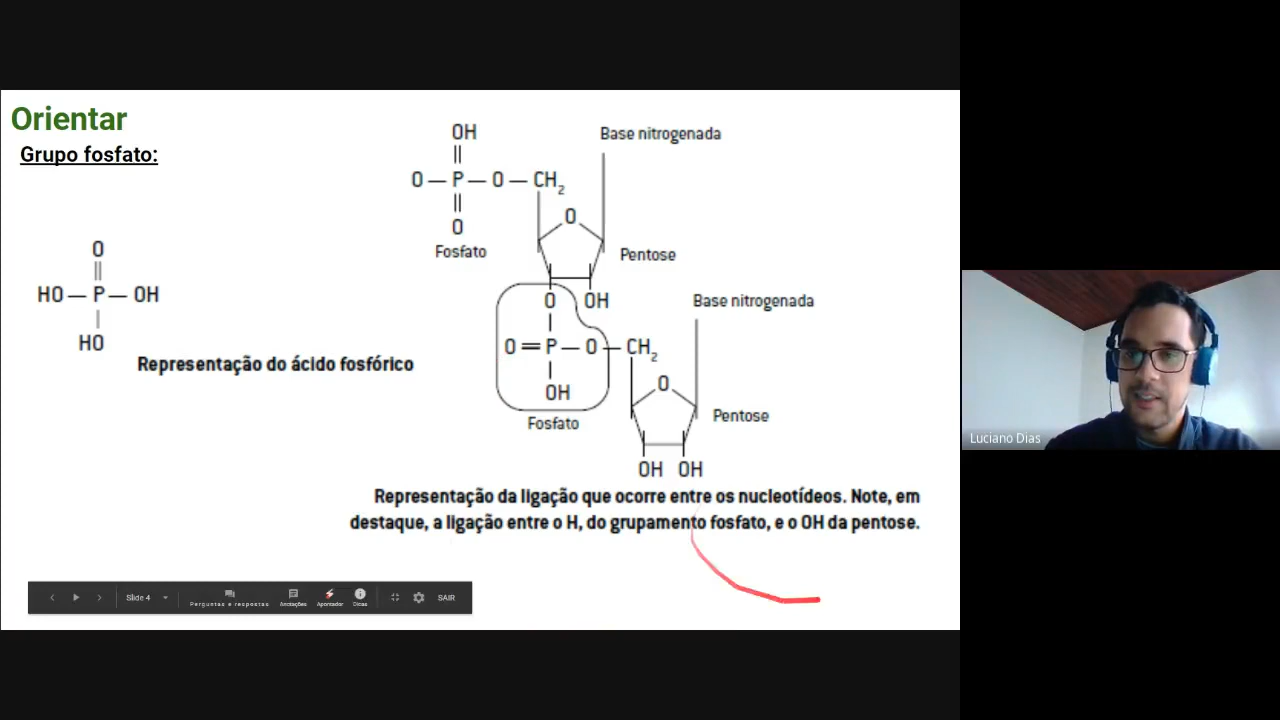 Orientar
Grupo fosfato:
OH
Base nitrogenada
O — P — O — CH2
O
O
Fosfato
Pentose
O
HO — P — OH
HO
Representação do ácido fosfórico
O OH
Base nitrogenada
O = P — O — CH2
O
OH
Fosfato
Pentose
OH OH
Representação da ligação que ocorre entre os nucleotídeos. Note, em
destaque, a ligação entre o H, do grupamento fosfato, e o OH da pentose.
Luciano Dias
Slide 4
Perguntas e respostas
Anotações
Apontador
Dicas
SAIR